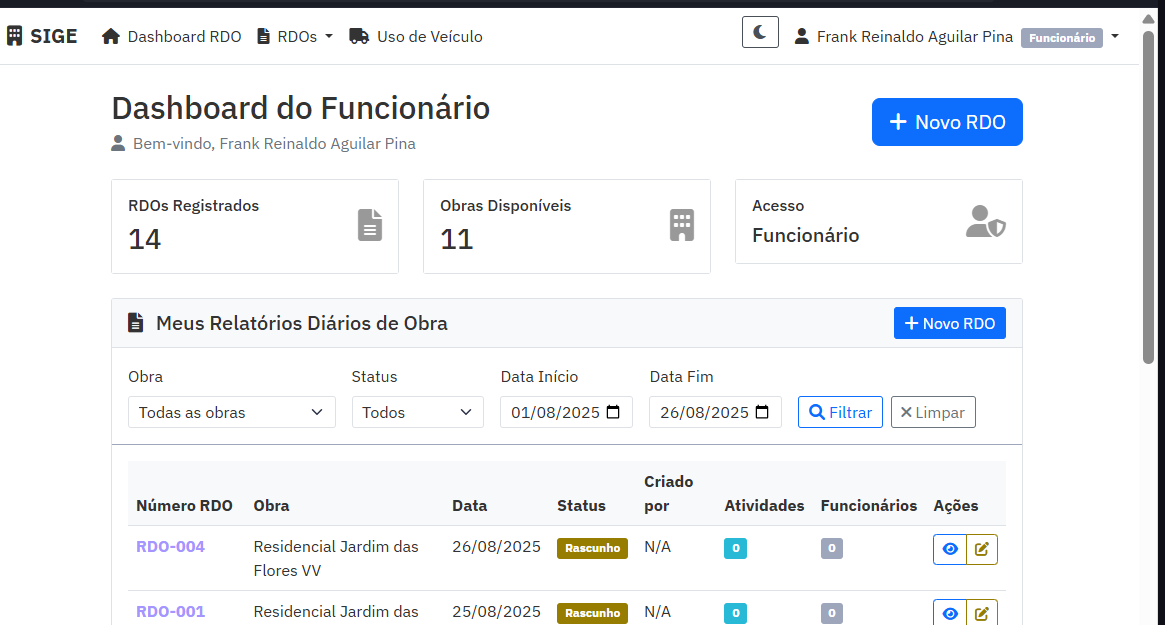 SIGE Dashboard RDO RDOs Uso de Veículo Frank Reinaldo Aguilar Pina Funcionário
Dashboard do Funcionário
Bem-vindo, Frank Reinaldo Aguilar Pina
Novo RDO
RDOs Registrados
14
Obras Disponíveis
11
Acesso
Funcionário
Meus Relatórios Diários de Obra
Novo RDO
Obra Status Data Início Data Fim
Todas as obras Todos 01/08/2025 26/08/2025 Filtrar Limpar
Número RDO Obra Data Status Criado por Atividades Funcionários Ações
RDO-004 Residencial Jardim das Flores VV 26/08/2025 Rascunho N/A 0 0
RDO-001 Residencial Jardim das 25/08/2025 Rascunho N/A 0 0